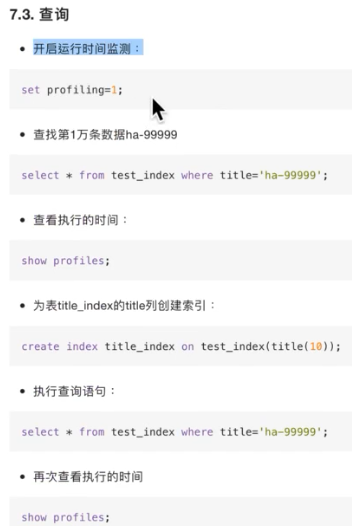 7.3. 查询
开启运行时间监测：
set profiling=1;
查找第1万条数据ha-99999
select * from test_index where title='ha-99999';
查看执行的时间：
show profiles;
为表title_index的title列创建索引：
create index title_index on test_index(title(10));
执行查询语句：
select * from test_index where title='ha-99999';
再次查看执行的时间
show profiles;